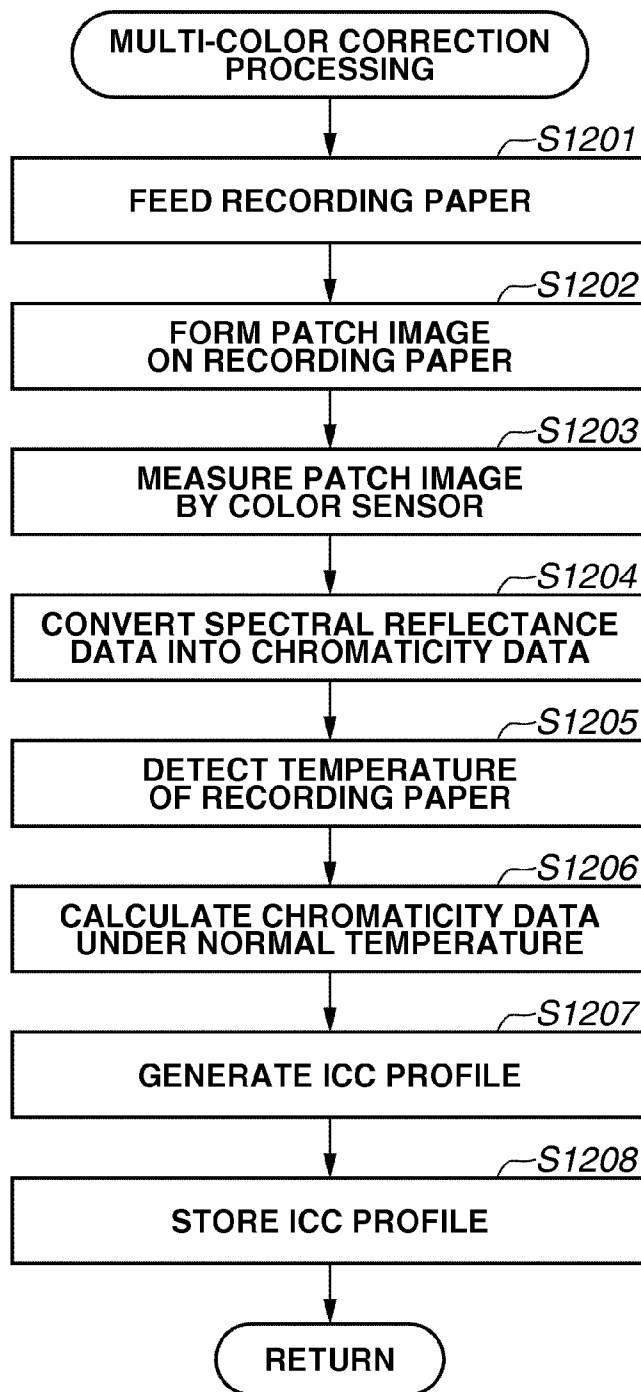 MULTI-COLOR CORRECTION
PROCESSING
S1201
FEED RECORDING PAPER
S1202
FORM PATCH IMAGE
ON RECORDING PAPER
S1203
MEASURE PATCH IMAGE
BY COLOR SENSOR
S1204
CONVERT SPECTRAL REFLECTANCE
DATA INTO CHROMATICITY DATA
S1205
DETECT TEMPERATURE
OF RECORDING PAPER
S1206
CALCULATE CHROMATICITY DATA
UNDER NORMAL TEMPERATURE
S1207
GENERATE ICC PROFILE
S1208
STORE ICC PROFILE
RETURN